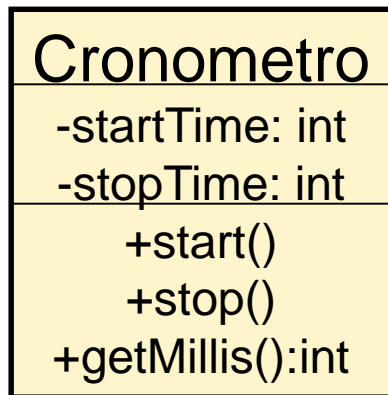 Cronometro
-startTime: int
-stopTime: int
+start()
+stop()
+getMillis():int